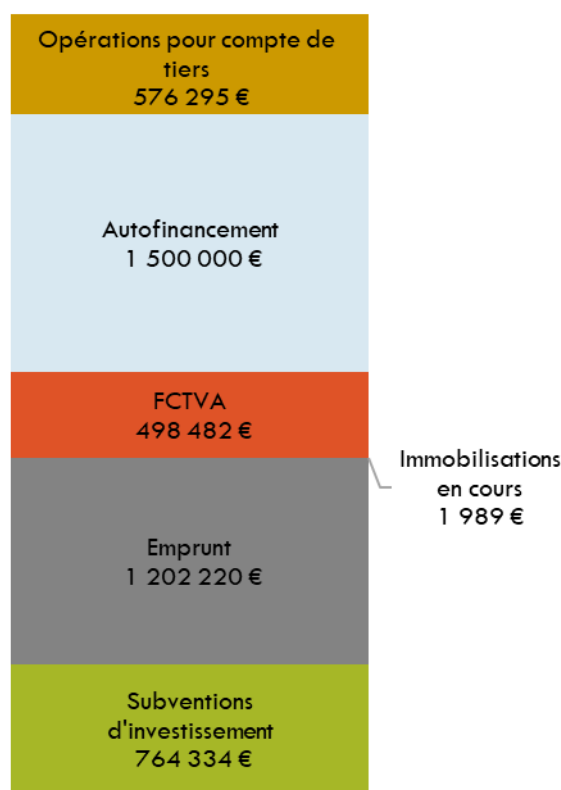 Opérations pour compte de
tiers
576 295 €
Autofinancement
1 500 000 €
FCTVA
498 482 €
Immobilisations
en cours
1 989 €
Emprunt
1 202 220 €
Subventions
d'investissement
764 334 €